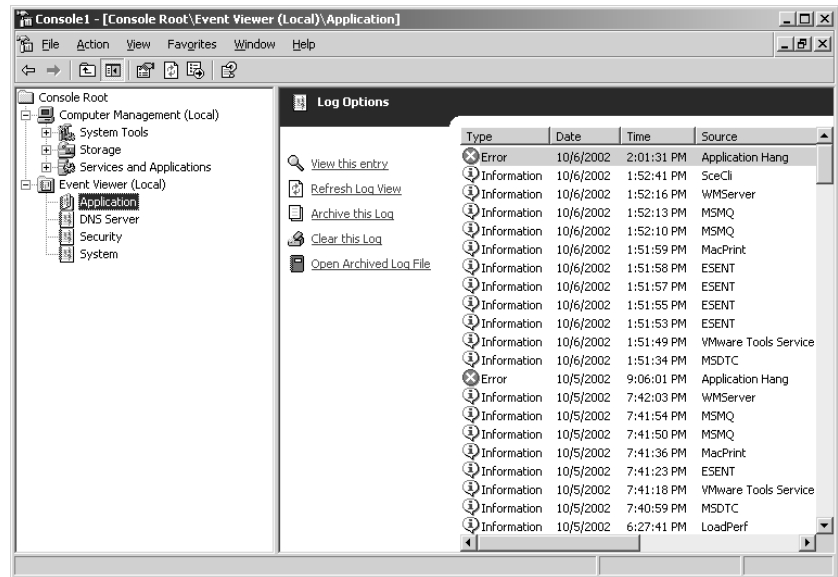 Console1 - [Console Root\Event Viewer (Local)\Application]
File Action View Favorites Window Help
Console Root
Computer Management (Local)
System Tools
Storage
Services and Applications
Event Viewer (Local)
Application
DNS Server
Security
System
Log Options
View this entry
Refresh Log View
Archive this Log
Clear this Log
Open Archived Log File
Type Date Time Source
Error 10/6/2002 2:01:31 PM Application Hang
Information 10/6/2002 1:52:41 PM SceCli
Information 10/6/2002 1:52:16 PM WMServer
Information 10/6/2002 1:52:13 PM MSMQ
Information 10/6/2002 1:52:10 PM MSMQ
Information 10/6/2002 1:51:59 PM MacPrint
Information 10/6/2002 1:51:58 PM ESENT
Information 10/6/2002 1:51:57 PM ESENT
Information 10/6/2002 1:51:55 PM ESENT
Information 10/6/2002 1:51:53 PM ESENT
Information 10/6/2002 1:51:49 PM VMware Tools Service
Information 10/6/2002 1:51:34 PM MSDTC
Error 10/5/2002 9:06:01 PM Application Hang
Information 10/5/2002 7:42:03 PM WMServer
Information 10/5/2002 7:41:54 PM MSMQ
Information 10/5/2002 7:41:50 PM MSMQ
Information 10/5/2002 7:41:36 PM MacPrint
Information 10/5/2002 7:41:23 PM ESENT
Information 10/5/2002 7:41:18 PM VMware Tools Service
Information 10/5/2002 7:40:59 PM MSDTC
Information 10/5/2002 6:27:41 PM LoadPerf